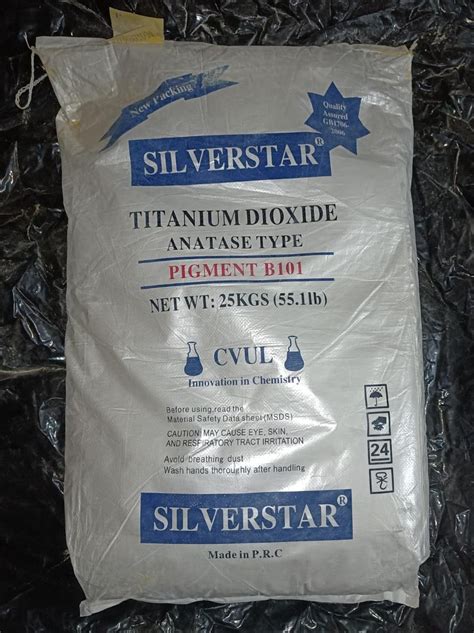 New Packing
Quality
Assured
GB1706-
2006
SILVERSTAR®
TITANIUM DIOXIDE
ANATASE TYPE
PIGMENT B101
NET WT: 25KGS (55.1lb)
CVUL
Innovation in Chemistry
Before using,read the
Material Safety Data sheet(MSDS)
CAUTION: MAY CAUSE EYE, SKIN,
AND RESPIRATORY TRACT IRRITATION
Avoid breathing dust
Wash hands thoroughly after handling
24
SILVERSTAR®
Made in P.R.C